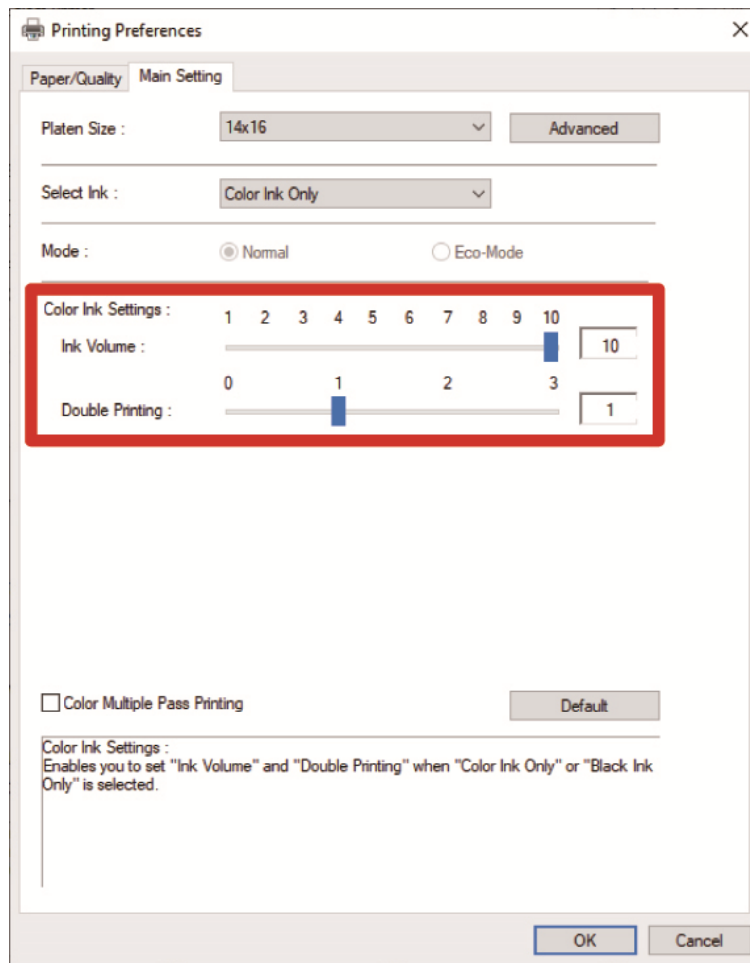 Printing Preferences
Paper/Quality Main Setting
Platen Size : 14x16 Advanced
Select Ink : Color Ink Only
Mode : Normal Eco-Mode
Color Ink Settings : 1 2 3 4 5 6 7 8 9 10
Ink Volume : 10
0 1 2 3
Double Printing : 1
Color Multiple Pass Printing Default
Color Ink Settings :
Enables you to set "Ink Volume" and "Double Printing" when "Color Ink Only" or "Black Ink
Only" is selected.
OK Cancel